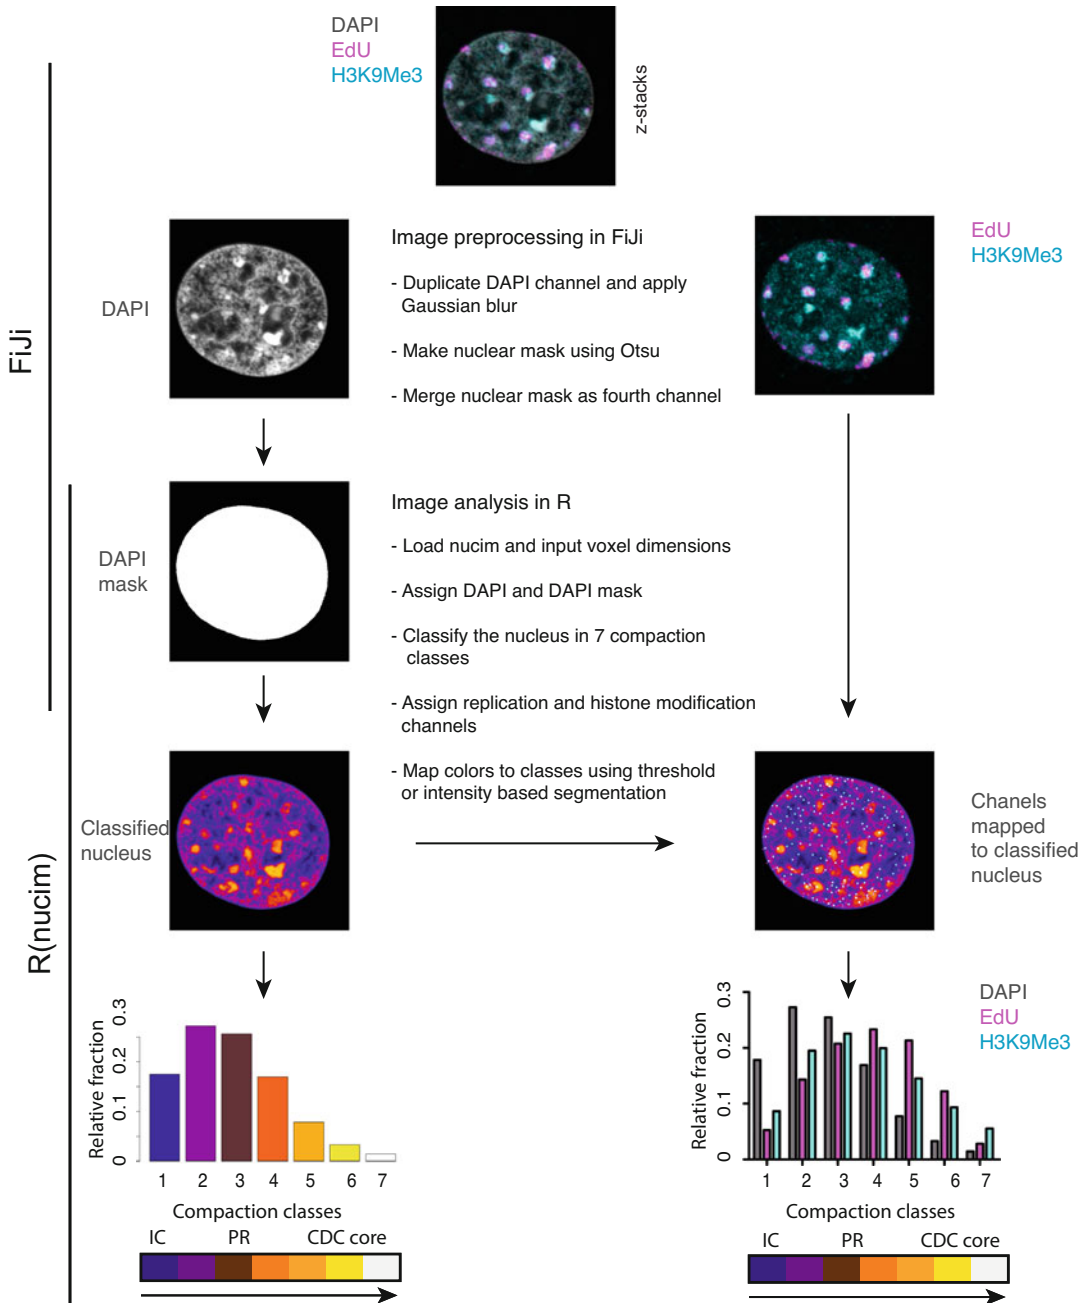 DAPI
EdU
H3K9Me3
z-stacks
FiJi
DAPI
Image preprocessing in FiJi
- Duplicate DAPI channel and apply
Gaussian blur
- Make nuclear mask using Otsu
- Merge nuclear mask as fourth channel
EdU
H3K9Me3
R(nucim)
DAPI
mask
Image analysis in R
- Load nucim and input voxel dimensions
- Assign DAPI and DAPI mask
- Classify the nucleus in 7 compaction
classes
- Assign replication and histone modification
channels
- Map colors to classes using threshold
or intensity based segmentation
Classified
nucleus
Chanels
mapped
to classified
nucleus
Relative fraction
0 0.1 0.2 0.3
1 2 3 4 5 6 7
Compaction classes
IC PR CDC core
DAPI
EdU
H3K9Me3
Relative fraction
0 0.1 0.2 0.3
1 2 3 4 5 6 7
Compaction classes
IC PR CDC core